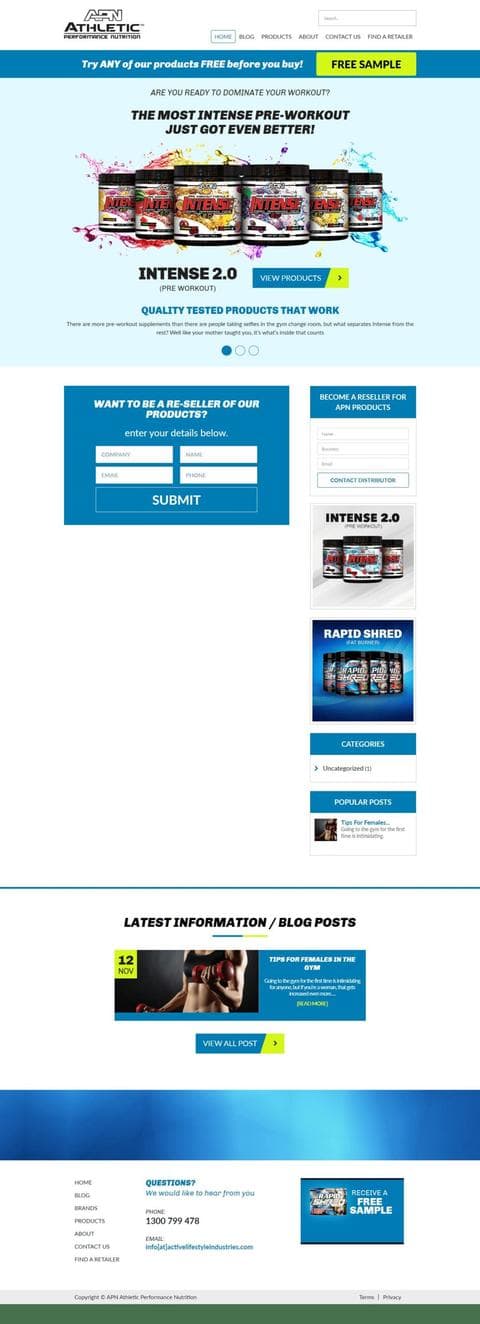 APN
ATHLETIC™
PERFORMANCE NUTRITION
Search..
HOME BLOG PRODUCTS ABOUT CONTACT US FIND A RETAILER
Try ANY of our products FREE before you buy! FREE SAMPLE
ARE YOU READY TO DOMINATE YOUR WORKOUT?
THE MOST INTENSE PRE-WORKOUT
JUST GOT EVEN BETTER!
INTENSE INTENSE INTENSE INTENSE INTENSE INTENSE
INTENSE 2.0
(PRE WORKOUT)
VIEW PRODUCTS
QUALITY TESTED PRODUCTS THAT WORK
There are more pre-workout supplements than there are people taking selfies in the gym change room, but what separates Intense from the
rest? Well like your mother taught you, it's what's inside that counts
WANT TO BE A RE-SELLER OF OUR
PRODUCTS?
enter your details below.
COMPANY NAME
EMAIL PHONE
SUBMIT
BECOME A RESELLER FOR
APN PRODUCTS
Name
Business
Email
CONTACT DISTRIBUTOR
INTENSE 2.0
(PRE WORKOUT)
RAPID SHRED
(FAT BURNER)
RAPID
SHRED
CATEGORIES
Uncategorized (1)
POPULAR POSTS
Tips For Females...
Going to the gym for the first
time is intimidating.
LATEST INFORMATION / BLOG POSTS
12
NOV
TIPS FOR FEMALES IN THE
GYM
Going to the gym for the first time is intimidating
for anyone, but if you're a woman, that gets
increased even more....
[READ MORE]
VIEW ALL POST
HOME
BLOG
BRANDS
PRODUCTS
ABOUT
CONTACT US
FIND A RETAILER
QUESTIONS?
We would like to hear from you
PHONE:
1300 799 478
EMAIL:
info[at]activelifestyleindustries.com
RAPID
SHRED
RECEIVE A
FREE
SAMPLE
Copyright © APN Athletic Performance Nutrition
Terms | Privacy